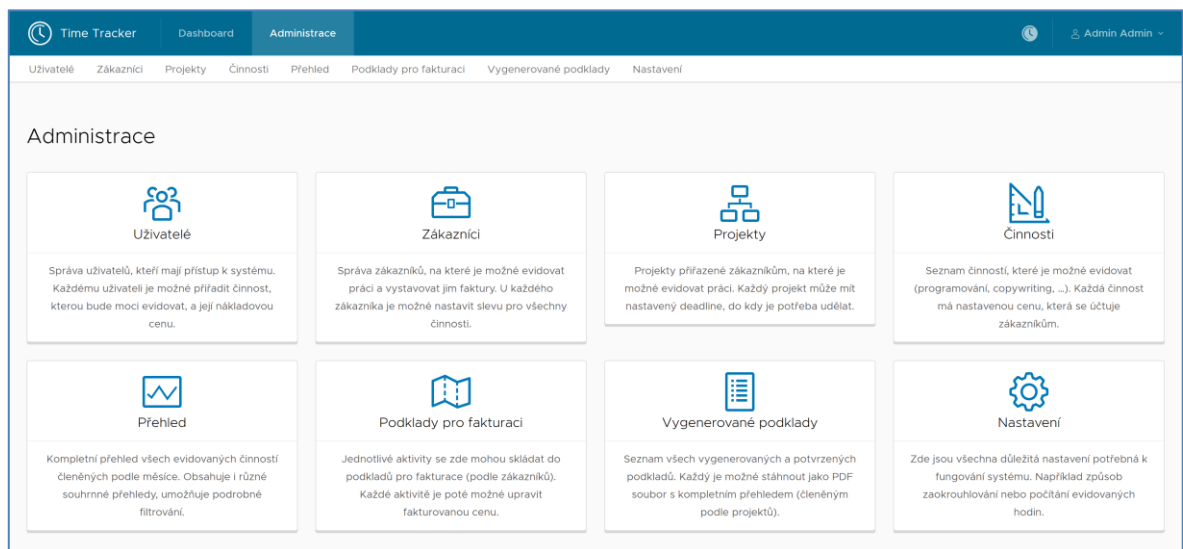 Time Tracker Dashboard Administrace Admin Admin
Uživatelé Zákazníci Projekty Činnosti Přehled Podklady pro fakturaci Vygenerované podklady Nastavení
Administrace
Uživatelé
Správa uživatelů, kteří mají přístup k systému.
Každému uživateli je možné přiřadit činnost,
kterou bude moci evidovat, a její nákladovou
cenu.
Zákazníci
Správa zákazníků, na které je možné evidovat
práci a vystavovat jim faktury. U každého
zákazníka je možné nastavit slevu pro všechny
činnosti.
Projekty
Projekty přiřazené zákazníkům, na které je
možné evidovat práci. Každý projekt může mít
nastavený deadline, do kdy je potřeba udělat.
Činnosti
Seznam činností, které je možné evidovat
(programování, copywriting, ...). Každá činnost
má nastavenou cenu, která se účtuje
zákazníkům.
Přehled
Kompletní přehled všech evidovaných činností
členěných podle měsíce. Obsahuje i různé
souhrnné přehledy, umožňuje podrobné
filtrování.
Podklady pro fakturaci
Jednotlivé aktivity se zde mohou skládat do
podkladů pro fakturace (podle zákazníků).
Každé aktivitě je poté možné upravit
fakturovanou cenu.
Vygenerované podklady
Seznam všech vygenerovaných a potvrzených
podkladů. Každý je možné stáhnout jako PDF
soubor s kompletním přehledem (členěným
podle projektů).
Nastavení
Zde jsou všechna důležitá nastavení potřebná k
fungování systému. Například způsob
zaokrouhlování nebo počítání evidovaných
hodin.